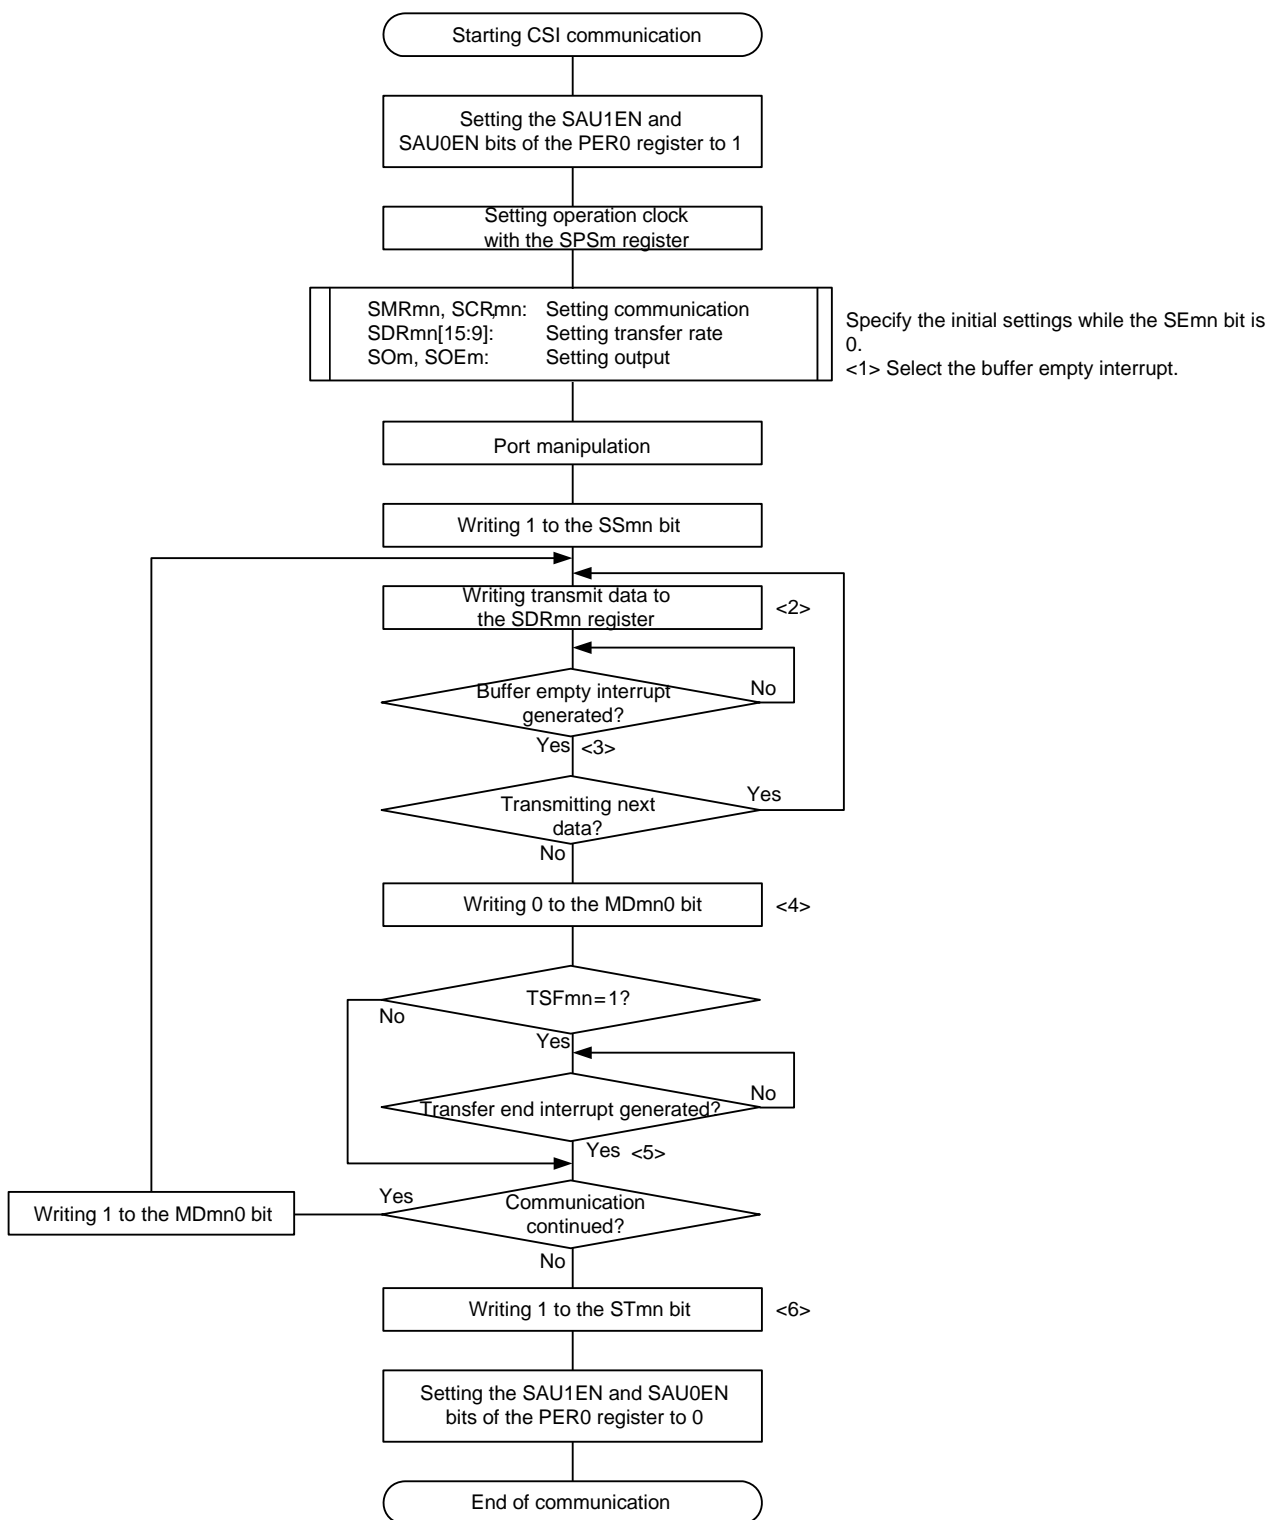 Starting CSI communication
Setting the SAU1EN and
SAU0EN bits of the PER0 register to 1
Setting operation clock
with the SPSm register
SMRmn, SCRmn: Setting communication
SDRmn[15:9]: Setting transfer rate
SOm, SOEm: Setting output
Specify the initial settings while the SEmn bit is
0.
<1> Select the buffer empty interrupt.
Port manipulation
Writing 1 to the SSmn bit
Writing transmit data to
the SDRmn register
<2>
Buffer empty interrupt
generated?
No
Yes <3>
Transmitting next
data?
Yes
No
Writing 0 to the MDmn0 bit
<4>
TSFmn=1?
No
Yes
Transfer end interrupt generated?
No
Yes <5>
Communication
continued?
Yes
Writing 1 to the MDmn0 bit
No
Writing 1 to the STmn bit
<6>
Setting the SAU1EN and SAU0EN
bits of the PER0 register to 0
End of communication